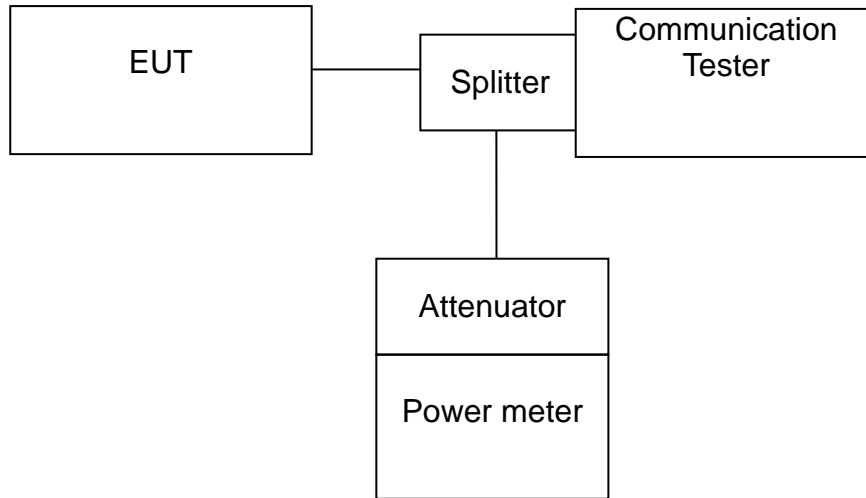 EUT
Splitter
Communication
Tester
Attenuator
Power meter